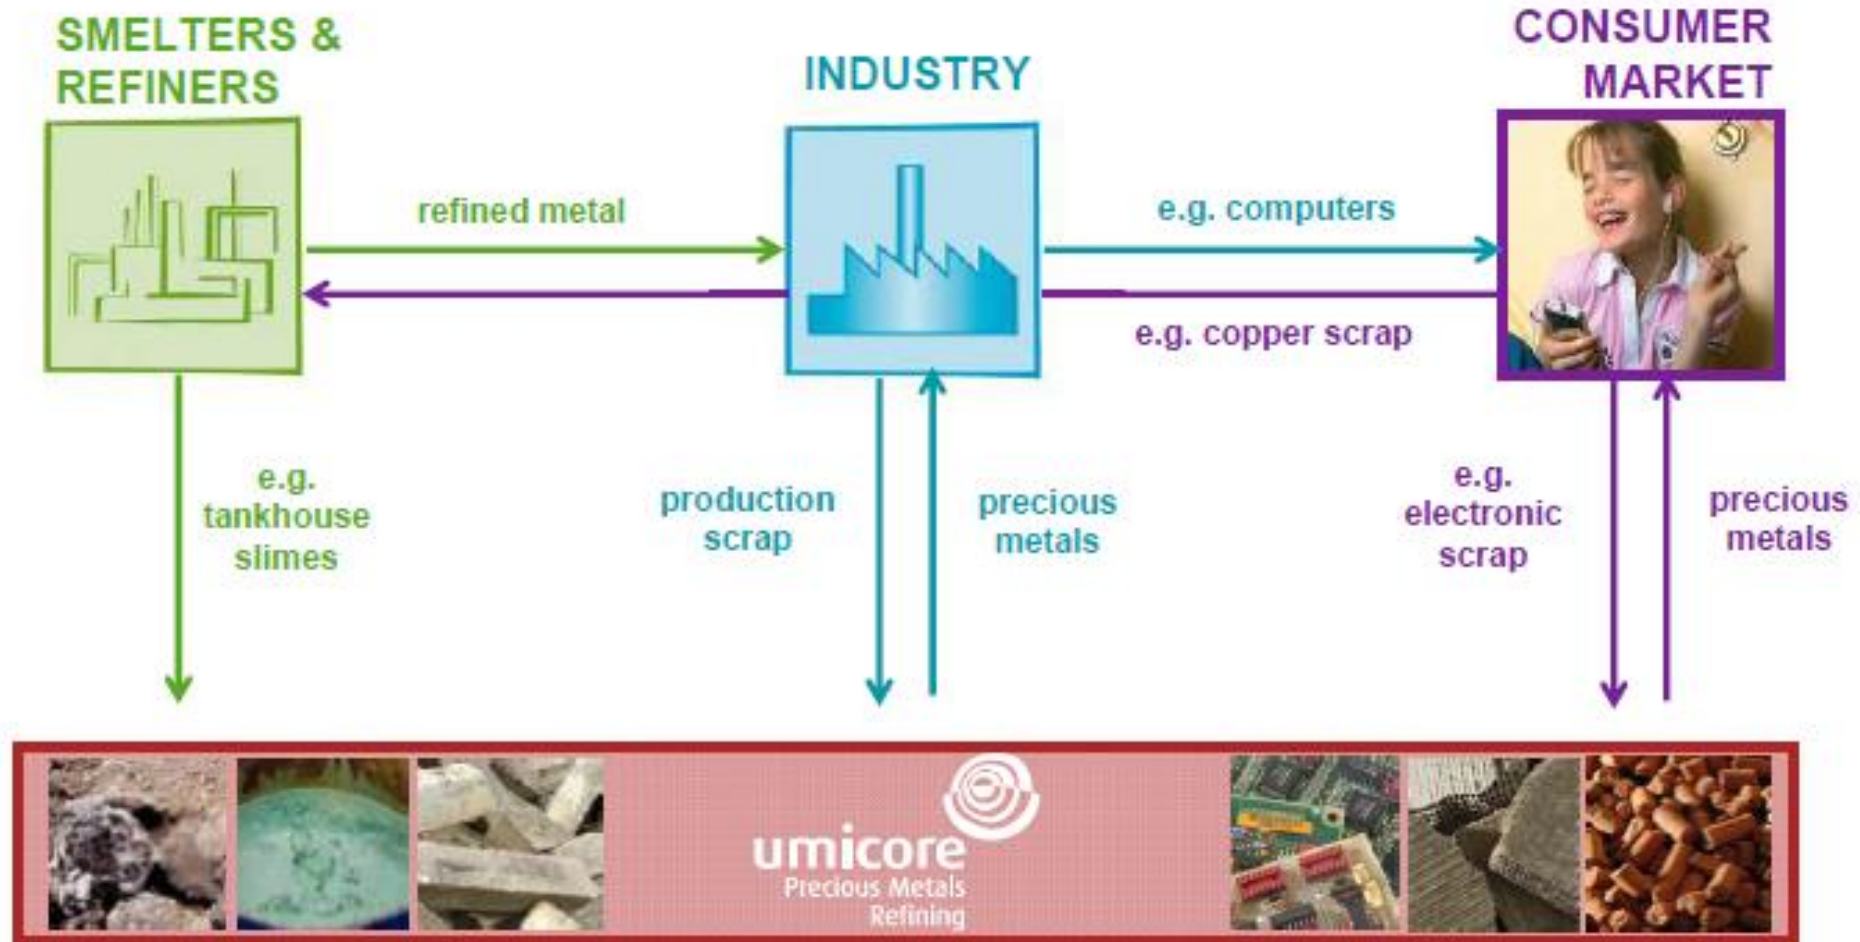 SMELTERS &
REFINERS
INDUSTRY
CONSUMER
MARKET
refined metal
e.g. computers
e.g. copper scrap
e.g.
tankhouse
slimes
production
scrap
precious
metals
e.g.
electronic
scrap
precious
metals
umicore
Precious Metals
Refining